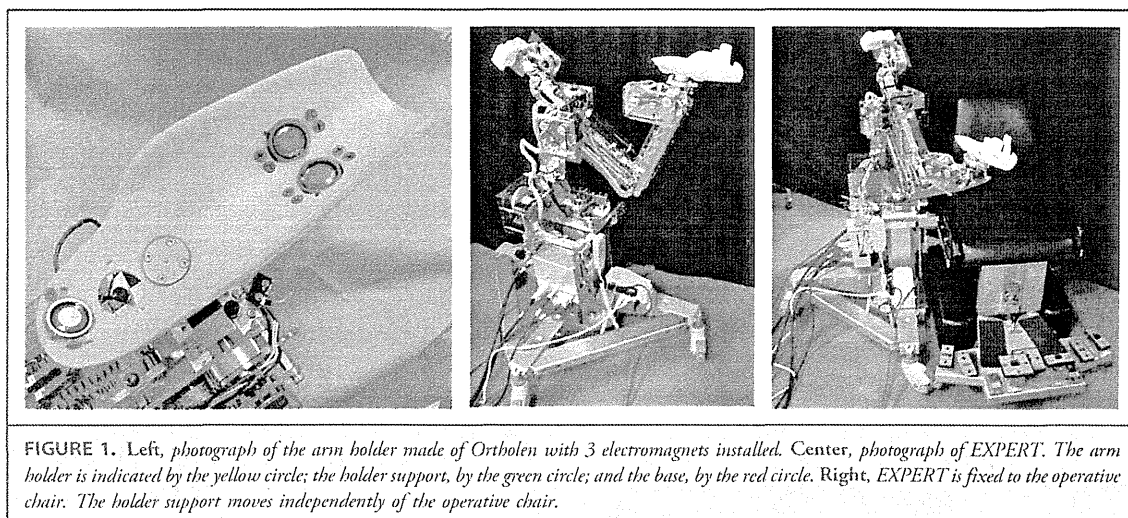 FIGURE 1. Left, photograph of the arm holder made of Ortholen with 3 electromagnets installed. Center, photograph of EXPERT. The arm
holder is indicated by the yellow circle; the holder support, by the green circle; and the base, by the red circle. Right, EXPERT is fixed to the operative
chair. The holder support moves independently of the operative chair.